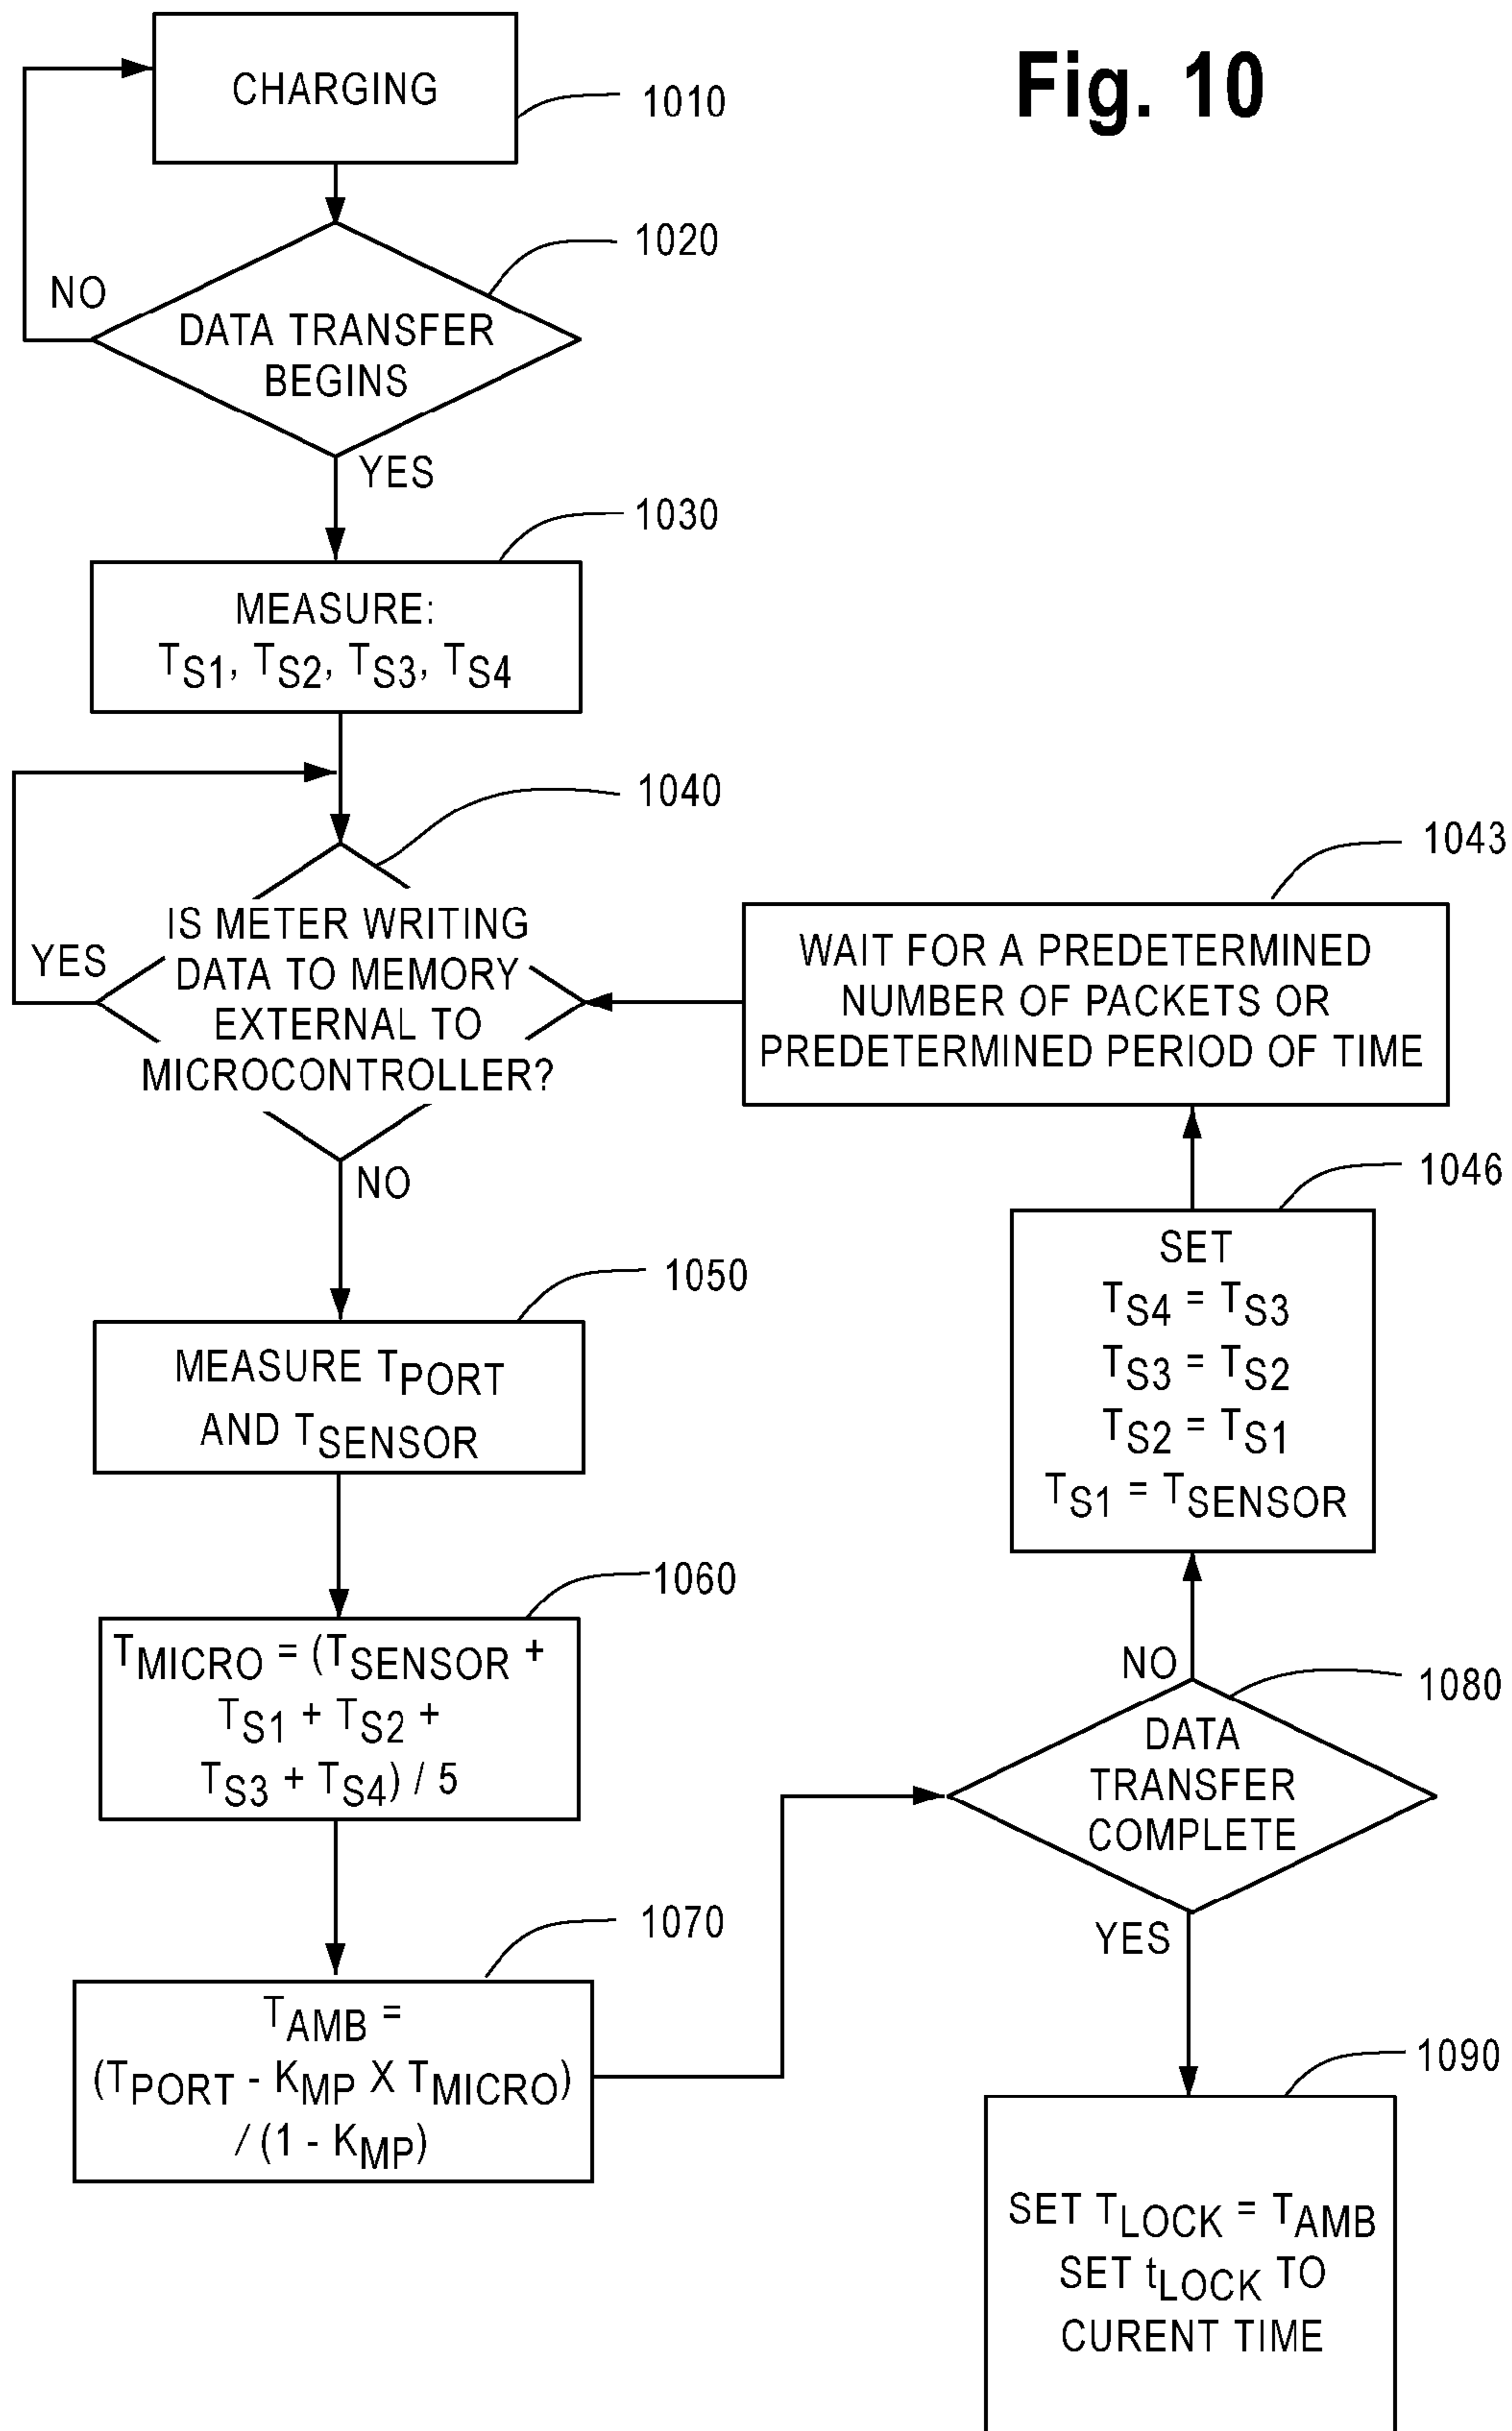 Fig. 10
CHARGING
1010
1020
NO
DATA TRANSFER
BEGINS
YES
1030
MEASURE:
TS1, TS2, TS3, TS4
1040
IS METER WRITING
DATA TO MEMORY
EXTERNAL TO
MICROCONTROLLER?
YES
NO
1043
WAIT FOR A PREDETERMINED
NUMBER OF PACKETS OR
PREDETERMINED PERIOD OF TIME
1046
SET
TS4 = TS3
TS3 = TS2
TS2 = TS1
TS1 = TSENSOR
1050
MEASURE TPORT
AND TSENSOR
1060
TMICRO = (TSENSOR +
TS1 + TS2 +
TS3 + TS4) / 5
1070
TAMB =
(TPORT - KMP X TMICRO)
/ (1 - KMP)
NO
1080
DATA
TRANSFER
COMPLETE
YES
1090
SET TLOCK = TAMB
SET tLOCK TO
CURENT TIME